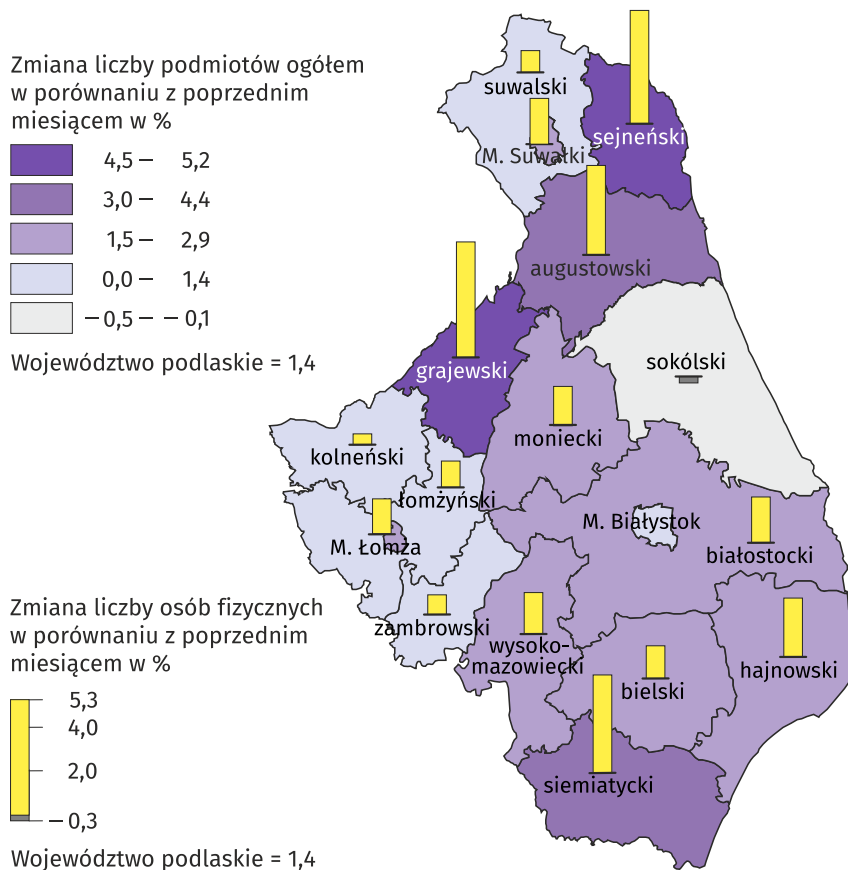 Zmiana liczby podmiotów ogółem
w porównaniu z poprzednim
miesiącem w %
4,5 – 5,2
3,0 – 4,4
1,5 – 2,9
0,0 – 1,4
– 0,5 – – 0,1
Województwo podlaskie = 1,4
suwalski
M. Suwałki
sejneński
augustowski
grajewski
sokólski
moniecki
kolneński
łomżyński
M. Łomża
M. Białystok
białostocki
zambrowski
wysoko-
mazowiecki
bielski
hajnowski
siemiatycki
Zmiana liczby osób fizycznych
w porównaniu z poprzednim
miesiącem w %
5,3
4,0
2,0
– 0,3
Województwo podlaskie = 1,4